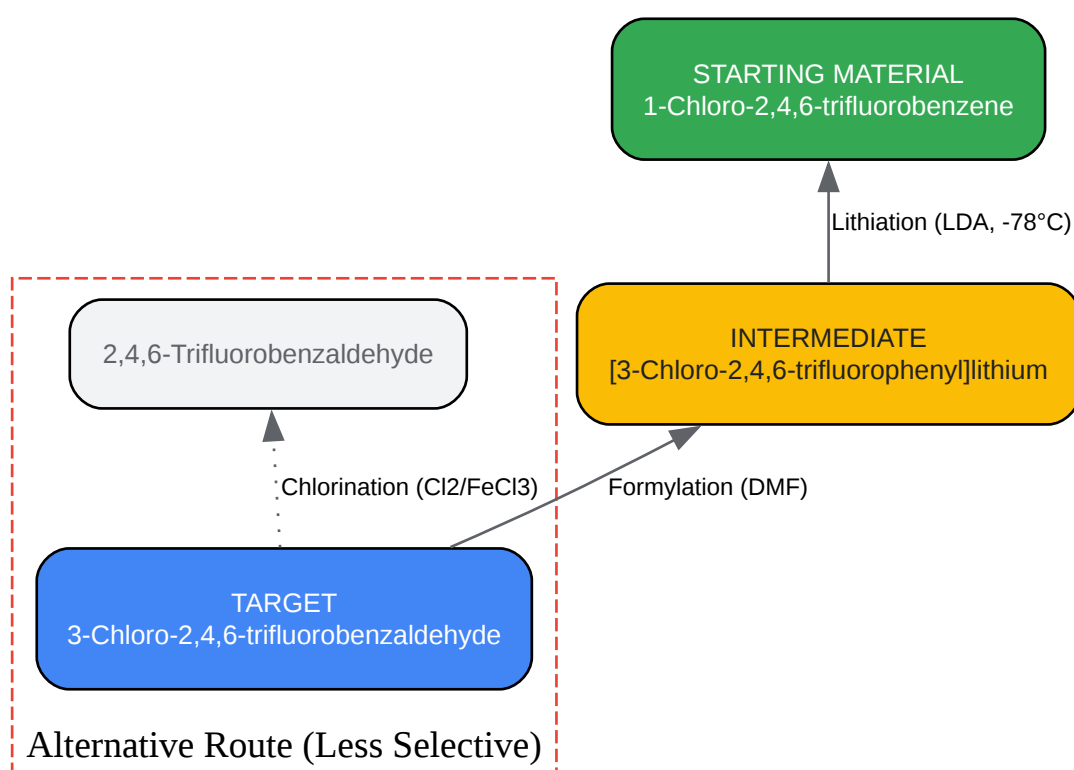 STARTING MATERIAL
1-Chloro-2,4,6-trifluorobenzene
Lithiation (LDA, -78°C)
2,4,6-Trifluorobenzaldehyde
INTERMEDIATE
[3-Chloro-2,4,6-trifluorophenyl]lithium
Chlorination (Cl2/FeCl3)
Formylation (DMF)
TARGET
3-Chloro-2,4,6-trifluorobenzaldehyde
Alternative Route (Less Selective)